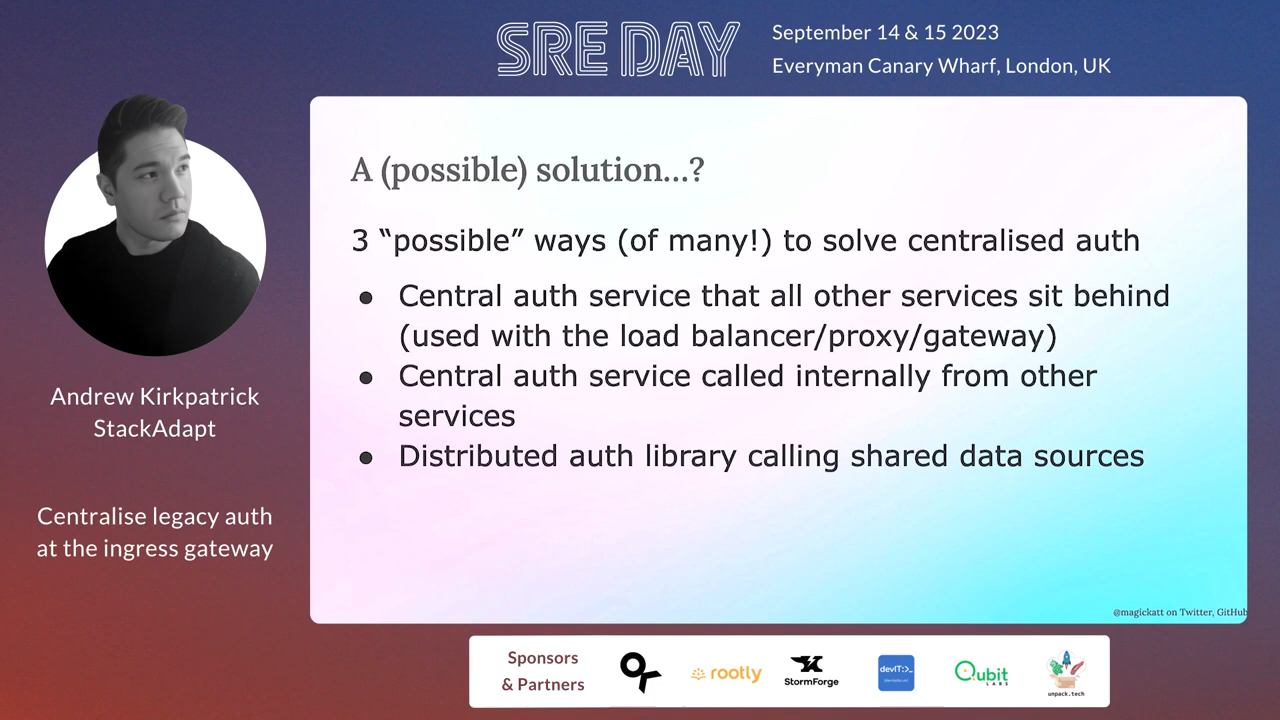 SRE DAY
September 14 & 15 2023
Everyman Canary Wharf, London, UK
Andrew Kirkpatrick
StackAdapt
Centralise legacy auth
at the ingress gateway
A (possible) solution...?
3 “possible” ways (of many!) to solve centralised auth
● Central auth service that all other services sit behind
(used with the load balancer/proxy/gateway)
● Central auth service called internally from other
services
● Distributed auth library calling shared data sources
@magickatt on Twitter, GitHub
Sponsors
& Partners
rootly
StormForge
devIT:>_
Qubit
LABS
unpack.tech